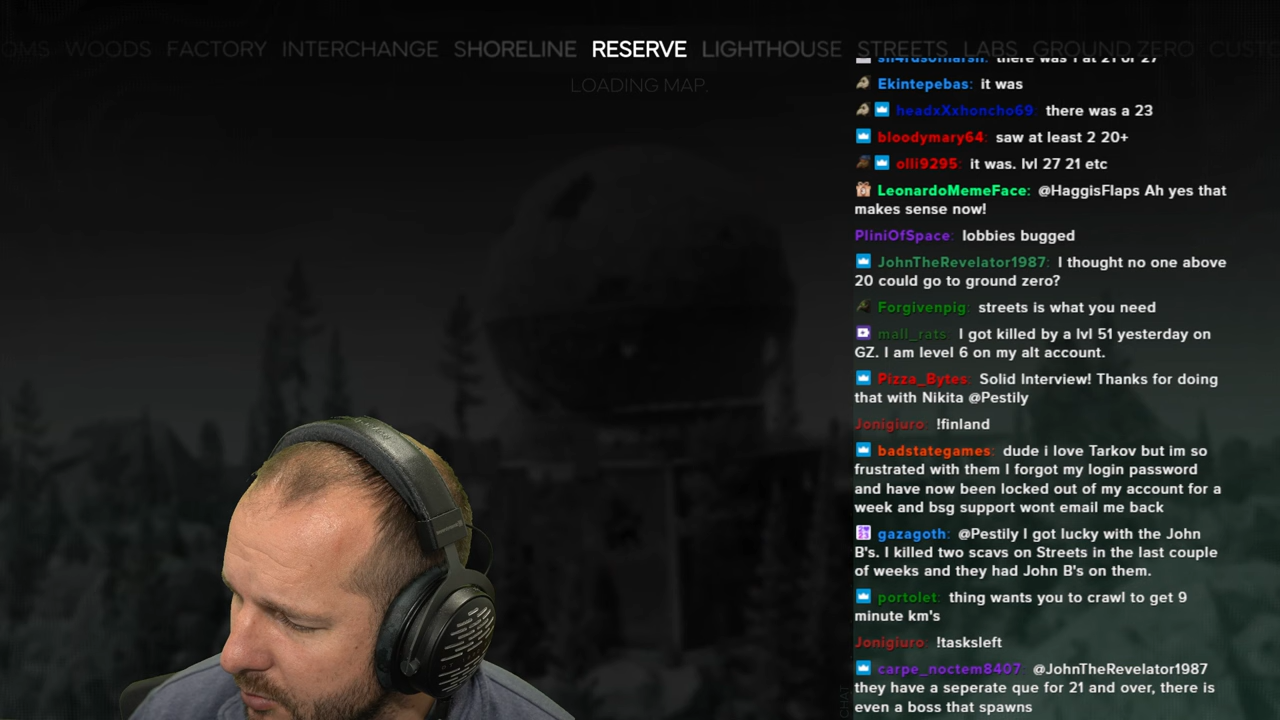 OMS WOODS FACTORY INTERCHANGE SHORELINE RESERVE LIGHTHOUSE STREETS LABS GROUND ZERO CUST
LOADING MAP.
Ekintepebas: it was
headxXxhoncho69: there was a 23
bloodymary64: saw at least 2 20+
olli9295: it was. lvl 27 21 etc
LeonardoMemeFace: @HaggisFlaps Ah yes that
makes sense now!
PliniOfSpace: lobbies bugged
JohnTheRevelator1987: I thought no one above
20 could go to ground zero?
Forgivenpig: streets is what you need
mall_rats: I got killed by a lvl 51 yesterday on
GZ. I am level 6 on my alt account.
Pizza_Bytes: Solid Interview! Thanks for doing
that with Nikita @Pestily
Jonigiuro: !finland
badstategames: dude i love Tarkov but im so
frustrated with them I forgot my login password
and have now been locked out of my account for a
week and bsg support wont email me back
gazagoth: @Pestily I got lucky with the John
B's. I killed two scavs on Streets in the last couple
of weeks and they had John B's on them.
portolet: thing wants you to crawl to get 9
minute km's
Jonigiuro: !tasksleft
carpe_noctem8407: @JohnTheRevelator1987
they have a seperate que for 21 and over, there is
even a boss that spawns
CHAT